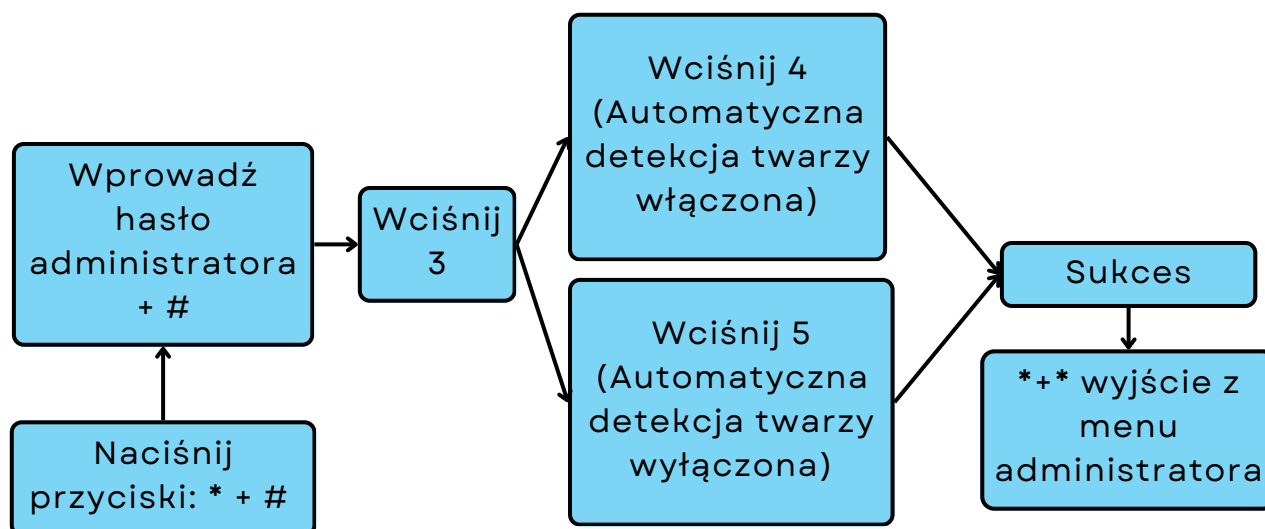 Naciśnij
przyciski: * + #
Wprowadź
hasło
administratora
+ #
Wciśnij
3
Wciśnij 4
(Automatyczna
detekcja twarzy
włączona)
Wciśnij 5
(Automatyczna
detekcja twarzy
wyłączona)
Sukces
*+* wyjście z
menu
administratora